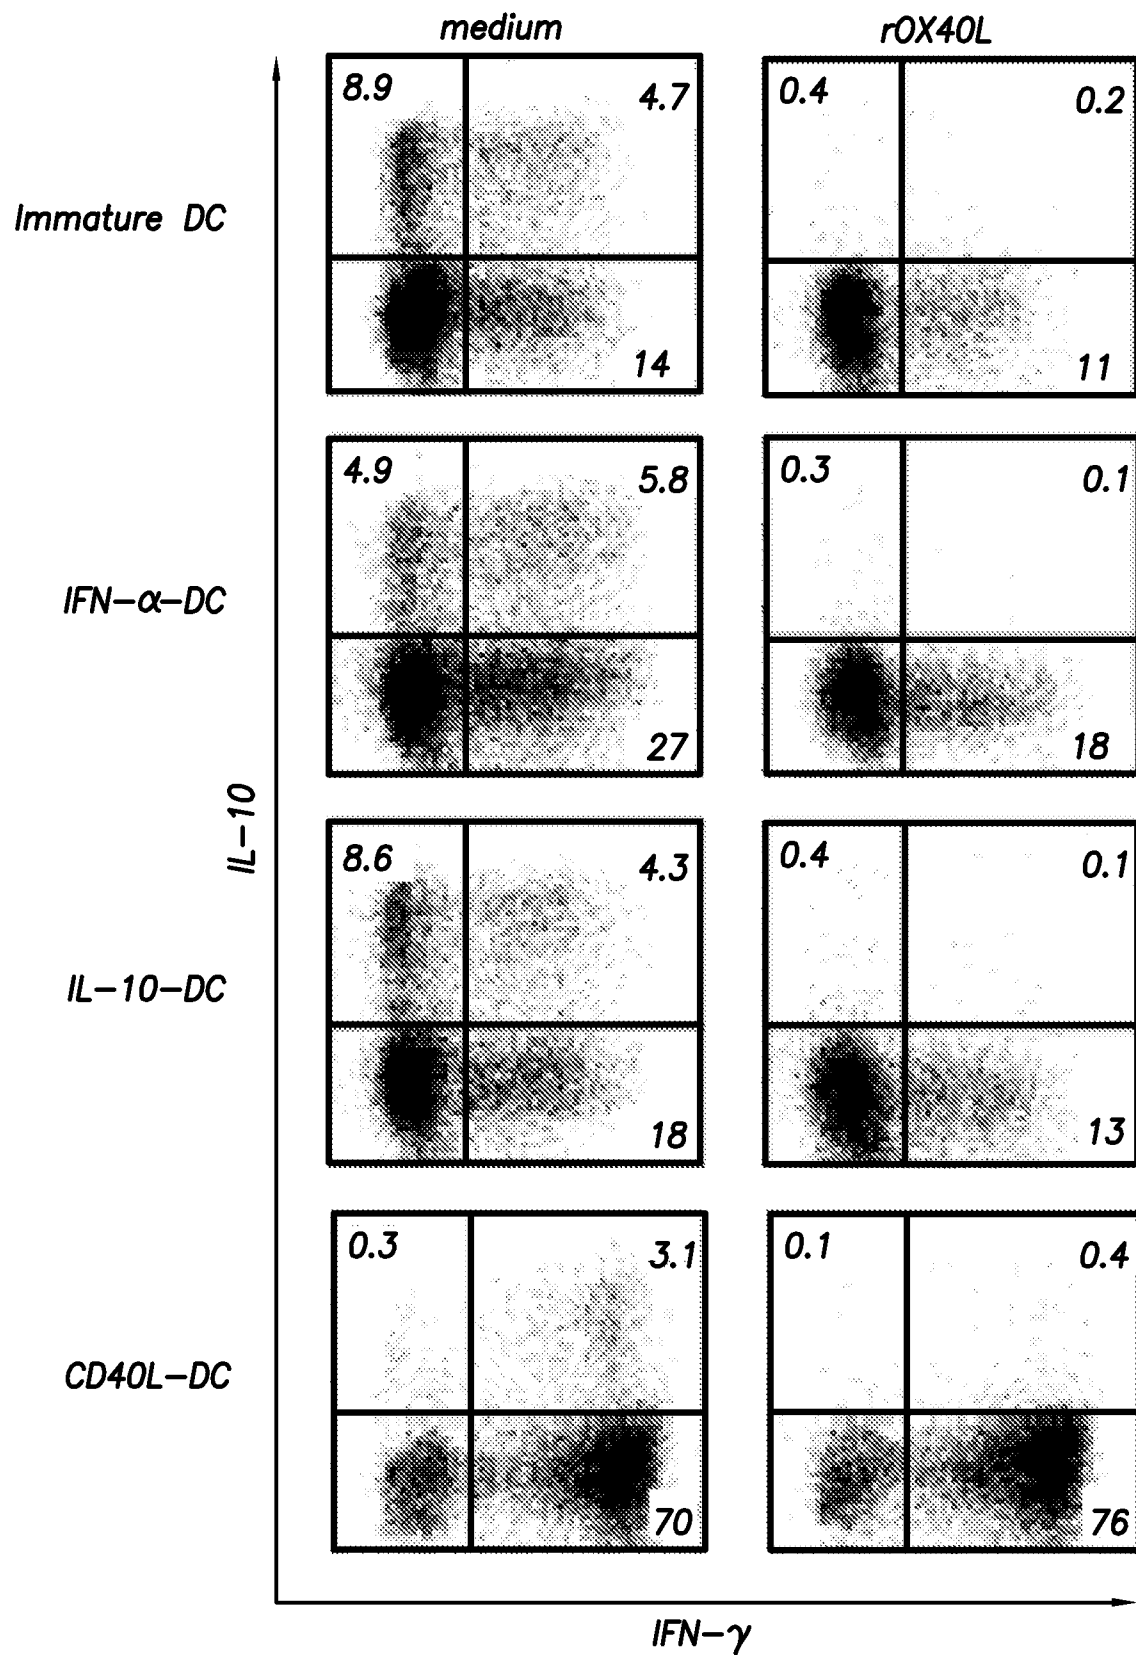 medium rOX40L
8.9 4.7 0.4 0.2
Immature DC
14 11
4.9 5.8 0.3 0.1
IFN-α-DC
27 18
IL-10
8.6 4.3 0.4 0.1
IL-10-DC
18 13
0.3 3.1 0.1 0.4
CD40L-DC
70 76
IFN-γ